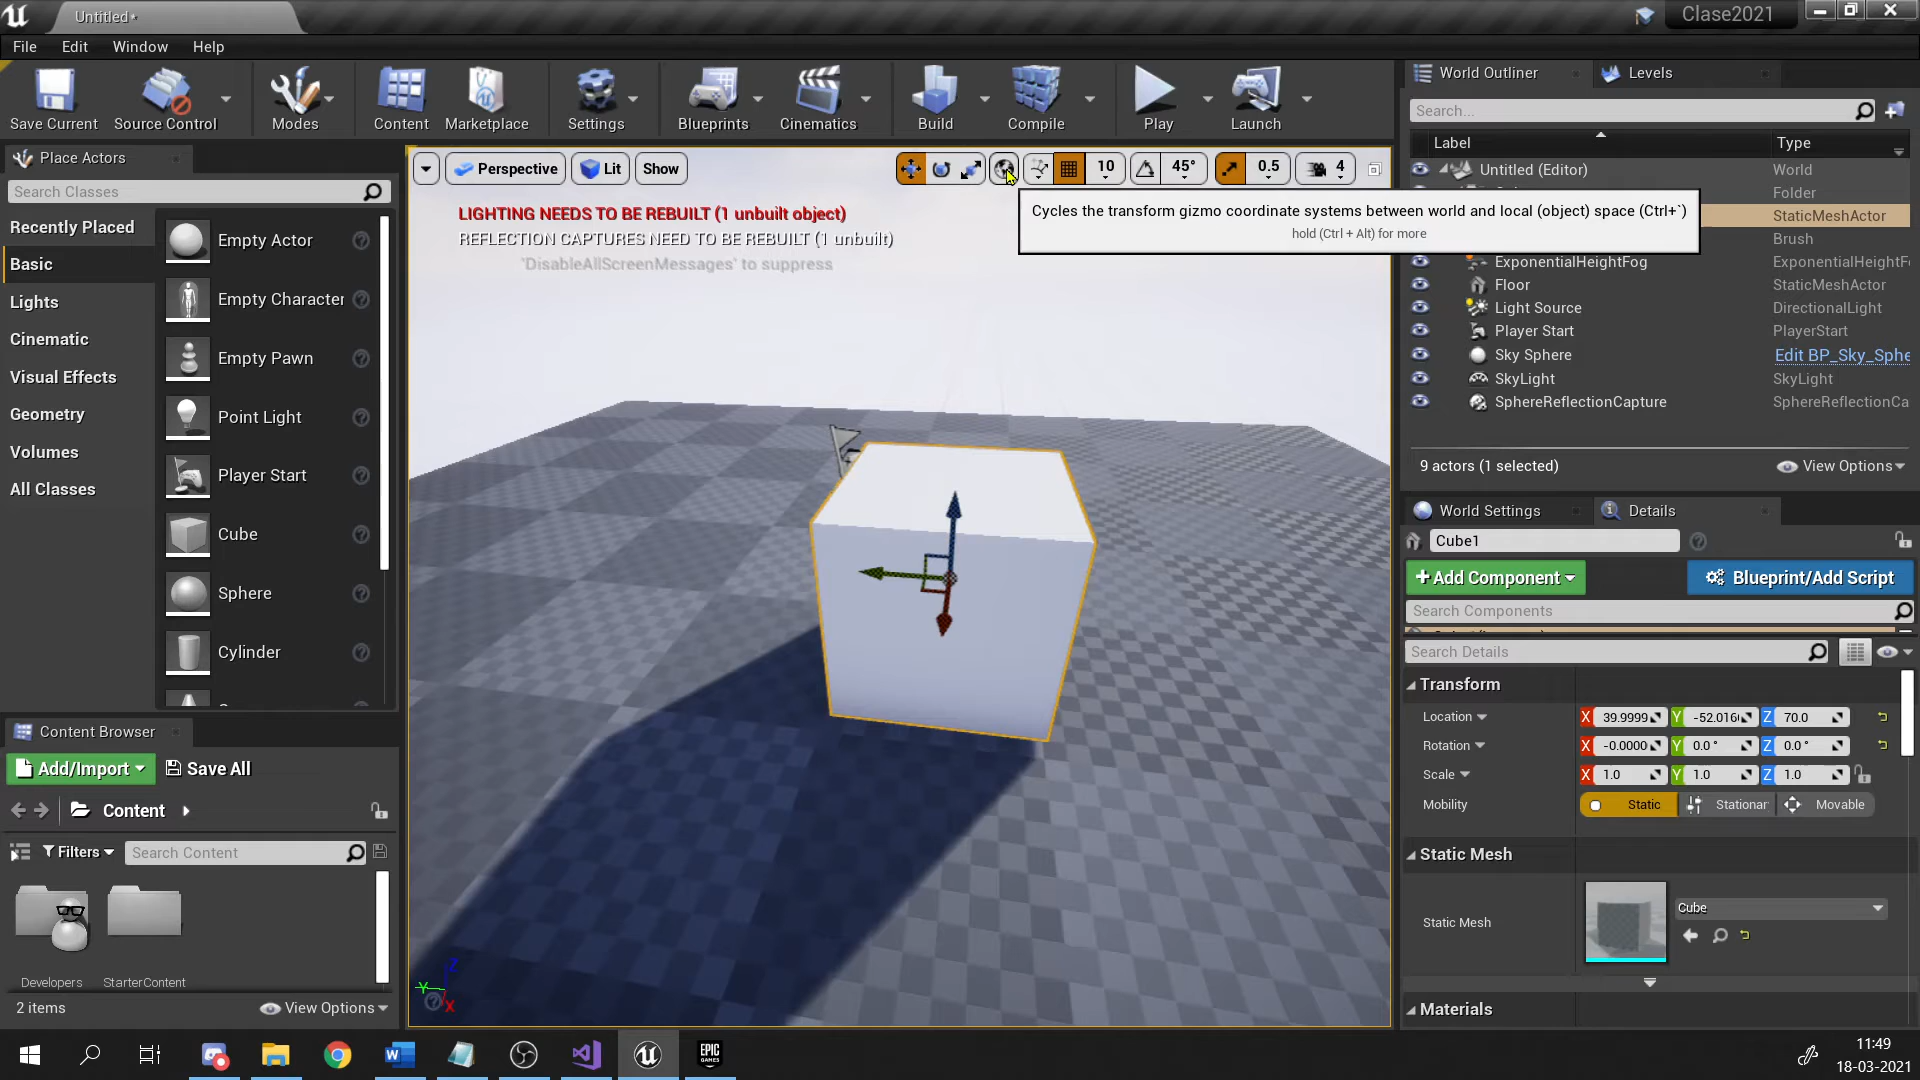 Untitled*
Clase2021
File Edit Window Help
Save Current Source Control Modes Content Marketplace Settings Blueprints Cinematics Build Compile Play Launch
World Outliner Levels
Search...
Label Type
Untitled (Editor) World
Folder
StaticMeshActor
Brush
ExponentialHeightFog ExponentialHeightF
Floor StaticMeshActor
Light Source DirectionalLight
Player Start PlayerStart
Sky Sphere Edit BP_Sky_Sphe
SkyLight SkyLight
SphereReflectionCapture SphereReflectionCa
9 actors (1 selected) View Options
Place Actors
Search Classes
Recently Placed
Basic
Lights
Cinematic
Visual Effects
Geometry
Volumes
All Classes
Empty Actor
Empty Character
Empty Pawn
Point Light
Player Start
Cube
Sphere
Cylinder
Perspective Lit Show 10 45° 0.5 4
Cycles the transform gizmo coordinate systems between world and local (object) space (Ctrl+`)
hold (Ctrl + Alt) for more
LIGHTING NEEDS TO BE REBUILT (1 unbuilt object)
REFLECTION CAPTURES NEED TO BE REBUILT (1 unbuilt)
'DisableAllScreenMessages' to suppress
Z
Y
X
World Settings Details
Cube1
+Add Component Blueprint/Add Script
Search Components
Search Details
Transform
Location X 39.9999 Y -52.016 Z 70.0
Rotation X -0.0000 Y 0.0 ° Z 0.0 °
Scale X 1.0 Y 1.0 Z 1.0
Mobility Static Stationar Movable
Static Mesh
Static Mesh Cube
Materials
Content Browser
Add/Import Save All
Content
Filters Search Content
Developers StarterContent
2 items View Options
EPIC GAMES
11:49
18-03-2021